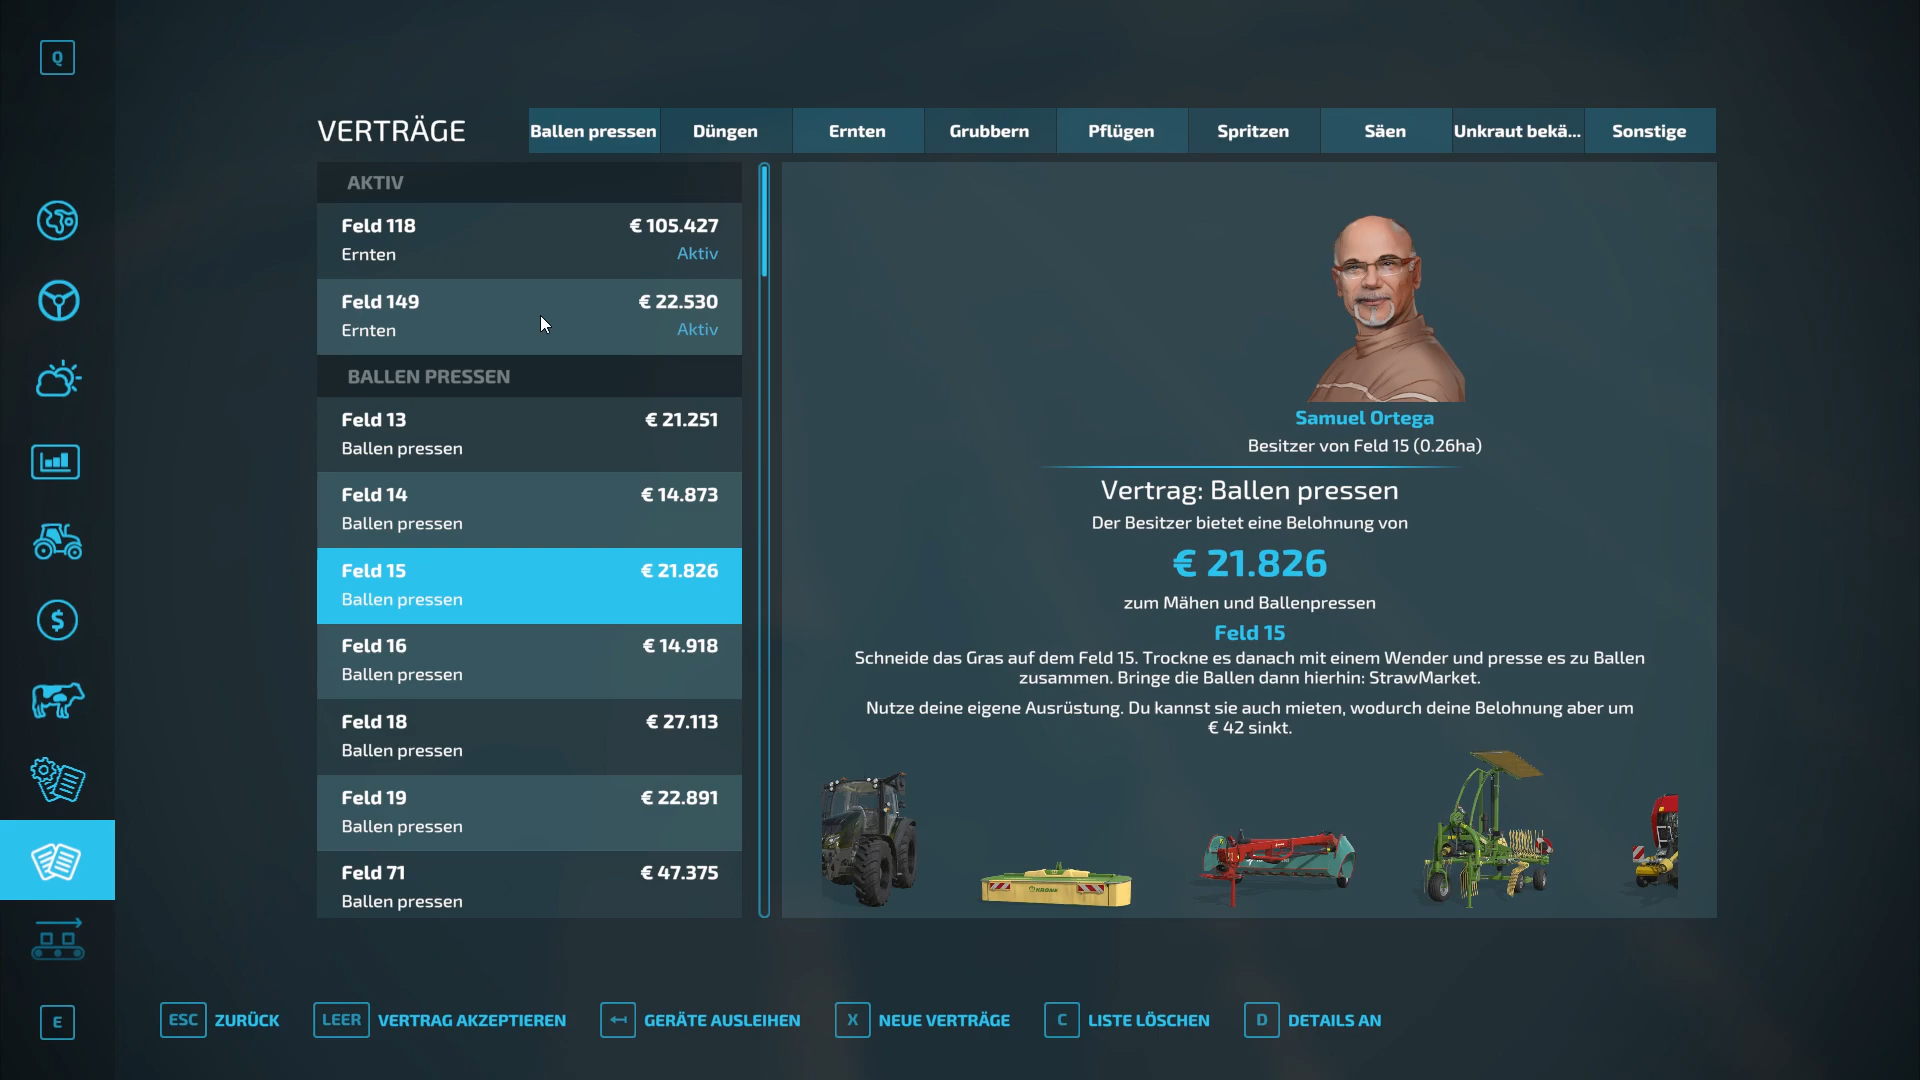 Q
VERTRÄGE
Ballen pressen
Düngen
Ernten
Grubbern
Pflügen
Spritzen
Säen
Unkraut bekä...
Sonstige
AKTIV
Feld 118 € 105.427
Ernten Aktiv
Feld 149 € 22.530
Ernten Aktiv
BALLEN PRESSEN
Feld 13 € 21.251
Ballen pressen
Feld 14 € 14.873
Ballen pressen
Feld 15 € 21.826
Ballen pressen
Feld 16 € 14.918
Ballen pressen
Feld 18 € 27.113
Ballen pressen
Feld 19 € 22.891
Ballen pressen
Feld 71 € 47.375
Ballen pressen
Samuel Ortega
Besitzer von Feld 15 (0.26ha)
Vertrag: Ballen pressen
Der Besitzer bietet eine Belohnung von
€ 21.826
zum Mähen und Ballenpressen
Feld 15
Schneide das Gras auf dem Feld 15. Trockne es danach mit einem Wender und presse es zu Ballen
zusammen. Bringe die Ballen dann hierhin: StrawMarket.
Nutze deine eigene Ausrüstung. Du kannst sie auch mieten, wodurch deine Belohnung aber um
€ 42 sinkt.
KRONE
E
ESC ZURÜCK
LEER VERTRAG AKZEPTIEREN
GERÄTE AUSLEIHEN
X NEUE VERTRÄGE
C LISTE LÖSCHEN
D DETAILS AN